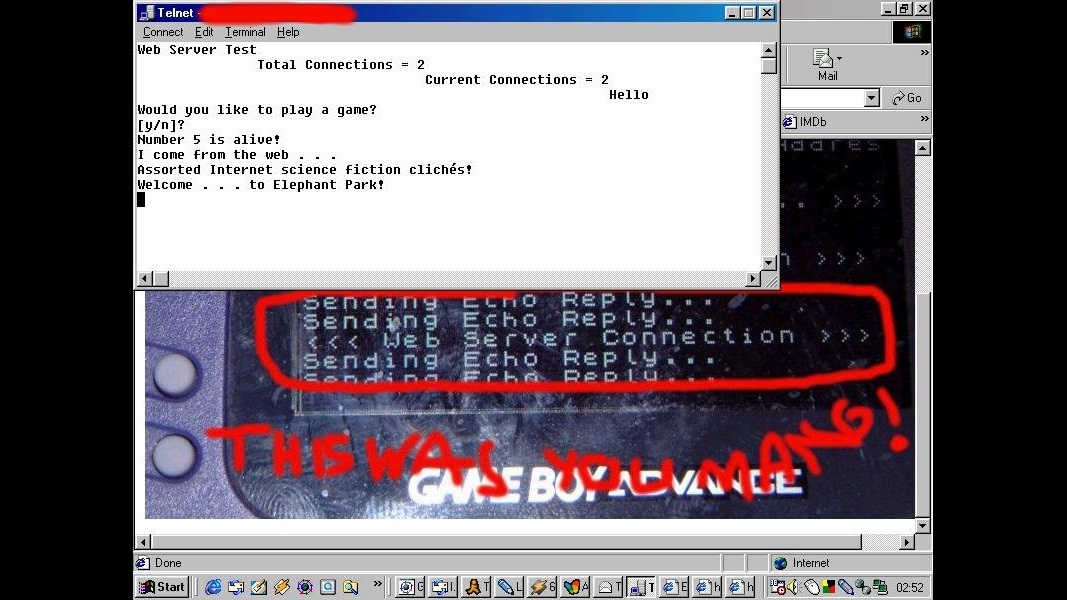 Telnet -
Connect Edit Terminal Help
Web Server Test
Total Connections = 2
Current Connections = 2
Hello
Would you like to play a game?
[y/n]?
Number 5 is alive!
I come from the web . . .
Assorted Internet science fiction clichés!
Welcome . . . to Elephant Park!
Mail
Go
IMDb
>>>
>>>
Sending Echo Reply...
Sending Echo Reply...
<<< Web Server Connection >>>
Sending Echo Reply...
Sending Echo Reply...
THIS WAS YOU MANG!
GAME BOY ADVANCE
Done
Internet
Start
02:52